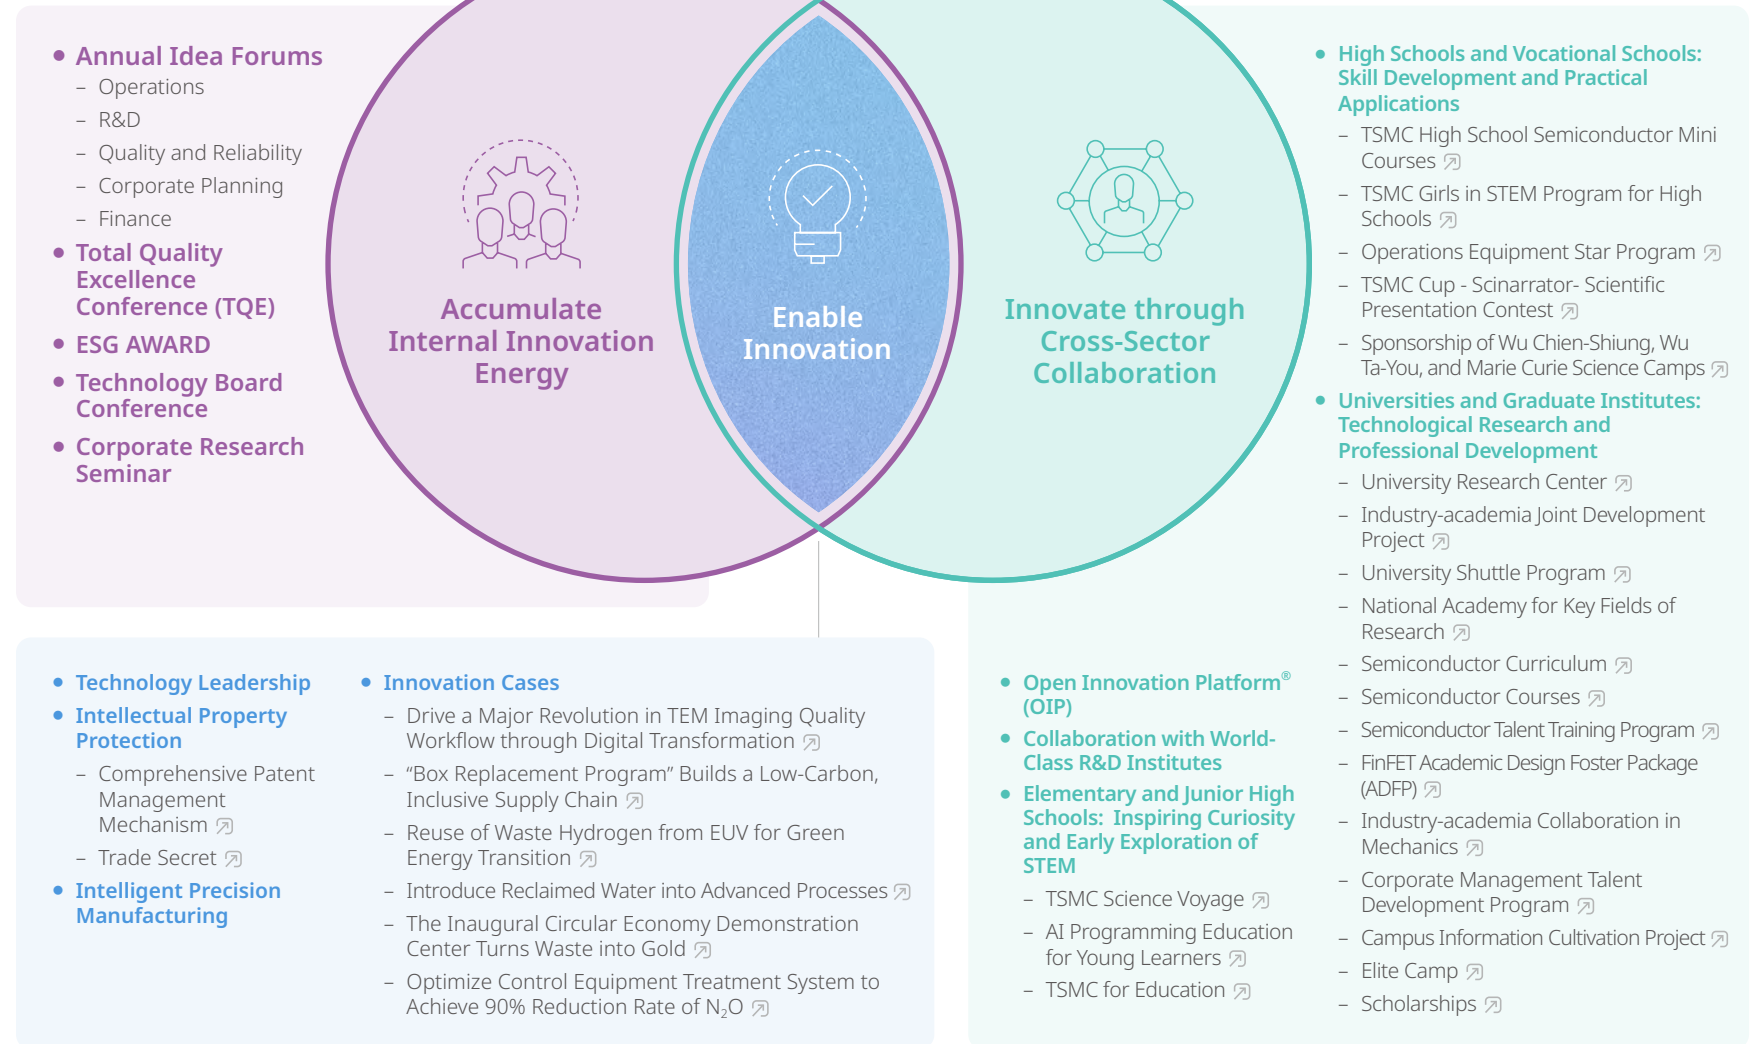 • Annual Idea Forums
– Operations
– R&D
– Quality and Reliability
– Corporate Planning
– Finance
• Total Quality
Excellence
Conference (TQE)
• ESG AWARD
• Technology Board
Conference
• Corporate Research
Seminar
Accumulate
Internal Innovation
Energy
Enable
Innovation
Innovate through
Cross-Sector
Collaboration
• Technology Leadership
• Intellectual Property
Protection
– Comprehensive Patent
Management
Mechanism
– Trade Secret
• Intelligent Precision
Manufacturing
• Innovation Cases
– Drive a Major Revolution in TEM Imaging Quality
Workflow through Digital Transformation
– “Box Replacement Program” Builds a Low-Carbon,
Inclusive Supply Chain
– Reuse of Waste Hydrogen from EUV for Green
Energy Transition
– Introduce Reclaimed Water into Advanced Processes
– The Inaugural Circular Economy Demonstration
Center Turns Waste into Gold
– Optimize Control Equipment Treatment System to
Achieve 90% Reduction Rate of N₂O
• Open Innovation Platform®
(OIP)
• Collaboration with World-
Class R&D Institutes
• Elementary and Junior High
Schools: Inspiring Curiosity
and Early Exploration of
STEM
– TSMC Science Voyage
– AI Programming Education
for Young Learners
– TSMC for Education
• High Schools and Vocational Schools:
Skill Development and Practical
Applications
– TSMC High School Semiconductor Mini
Courses
– TSMC Girls in STEM Program for High
Schools
– Operations Equipment Star Program
– TSMC Cup - Scinarrator- Scientific
Presentation Contest
– Sponsorship of Wu Chien-Shiung, Wu
Ta-You, and Marie Curie Science Camps
• Universities and Graduate Institutes:
Technological Research and
Professional Development
– University Research Center
– Industry-academia Joint Development
Project
– University Shuttle Program
– National Academy for Key Fields of
Research
– Semiconductor Curriculum
– Semiconductor Courses
– Semiconductor Talent Training Program
– FinFET Academic Design Foster Package
(ADFP)
– Industry-academia Collaboration in
Mechanics
– Corporate Management Talent
Development Program
– Campus Information Cultivation Project
– Elite Camp
– Scholarships